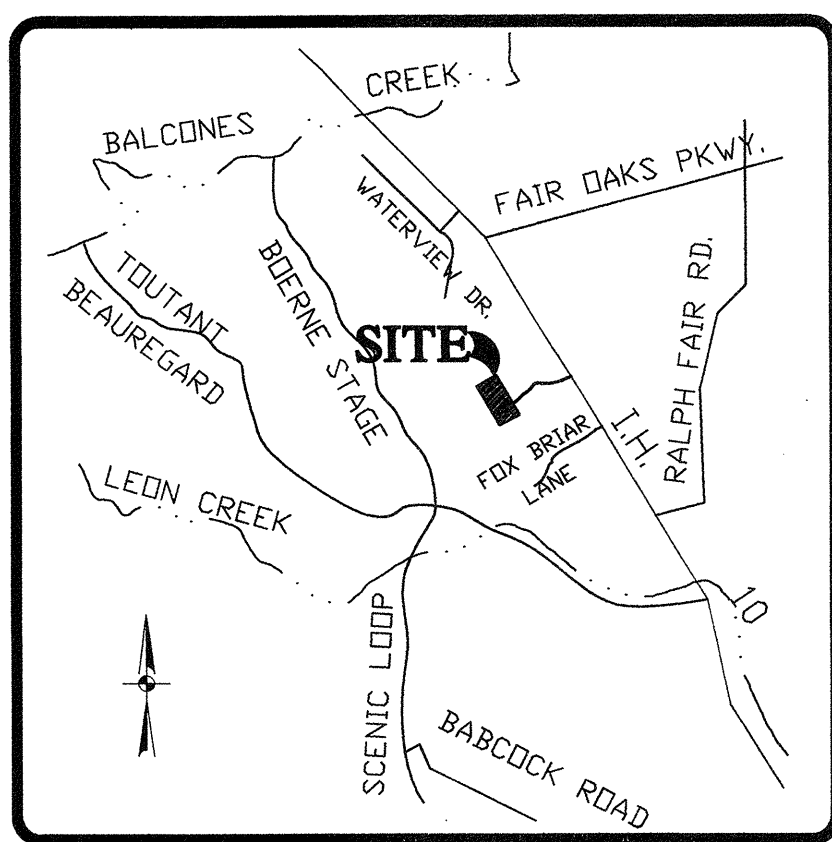 CREEK
BALCONES
FAIR OAKS PKWY.
WATERVIEW DR.
TOUTANT
BEAUREGARD
BOERNE STAGE
SITE
RALPH FAIR RD.
I.H.
FOX BRIAR
LANE
LEON CREEK
10
SCENIC LOOP
BABCOCK ROAD